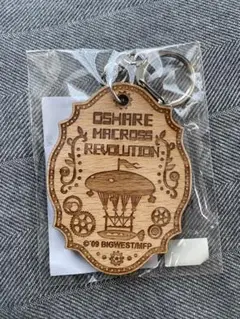 OSHARE
MACROSS
REVOLUTION
©'09 BIGWEST/MFP